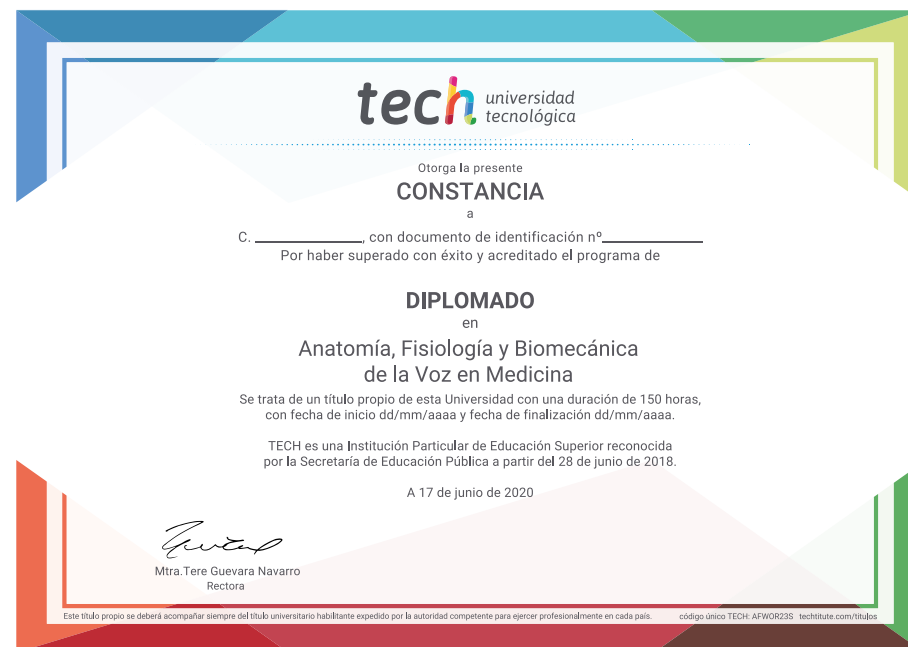 tech universidad
tecnológica
Otorga la presente
CONSTANCIA
a
C. ____________, con documento de identificación nº____________
Por haber superado con éxito y acreditado el programa de
DIPLOMADO
en
Anatomía, Fisiología y Biomecánica
de la Voz en Medicina
Se trata de un título propio de esta Universidad con una duración de 150 horas,
con fecha de inicio dd/mm/aaaa y fecha de finalización dd/mm/aaaa.
TECH es una Institución Particular de Educación Superior reconocida
por la Secretaría de Educación Pública a partir del 28 de junio de 2018.
A 17 de junio de 2020
Mtra.Tere Guevara Navarro
Rectora
Este título propio se deberá acompañar siempre del título universitario habilitante expedido por la autoridad competente para ejercer profesionalmente en cada país. código único TECH: AFWOR23S techtitute.com/titulos